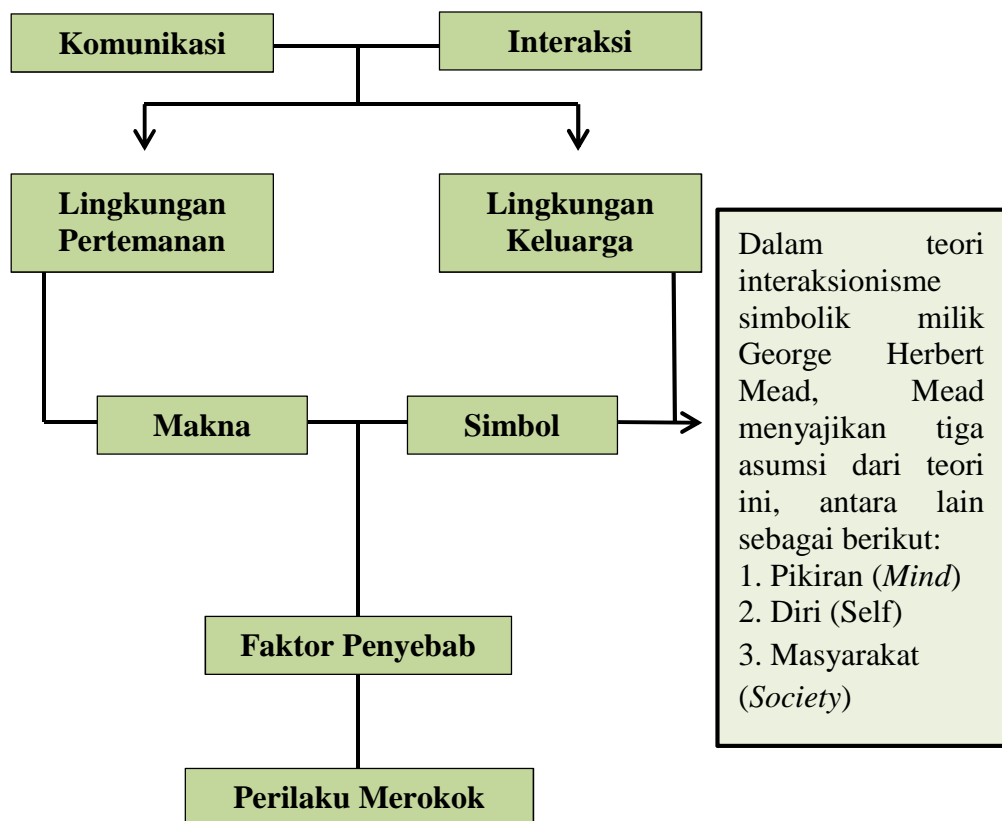 Komunikasi
Interaksi
Lingkungan
Pertemanan
Lingkungan
Keluarga
Dalam teori
interaksionisme
simbolik milik
George Herbert
Mead, Mead
menyajikan tiga
asumsi dari teori
ini, antara lain
sebagai berikut:
1. Pikiran (Mind)
2. Diri (Self)
3. Masyarakat
(Society)
Makna
Simbol
Faktor Penyebab
Perilaku Merokok